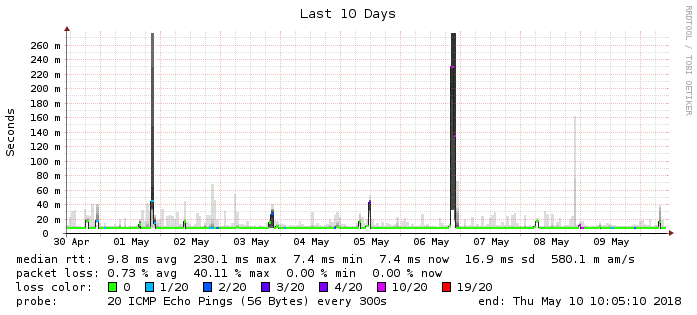 Last 10 Days
RRDTOOL / TOBI OETIKER
Seconds
260 m
240 m
220 m
200 m
180 m
160 m
140 m
120 m
100 m
80 m
60 m
40 m
20 m
0
30 Apr 01 May 02 May 03 May 04 May 05 May 06 May 07 May 08 May 09 May
median rtt: 9.8 ms avg 230.1 ms max 7.4 ms min 7.4 ms now 16.9 ms sd 580.1 m am/s
packet loss: 0.73 % avg 40.11 % max 0.00 % min 0.00 % now
loss color: 0 1/20 2/20 3/20 4/20 10/20 19/20
probe: 20 ICMP Echo Pings (56 Bytes) every 300s end: Thu May 10 10:05:10 2018